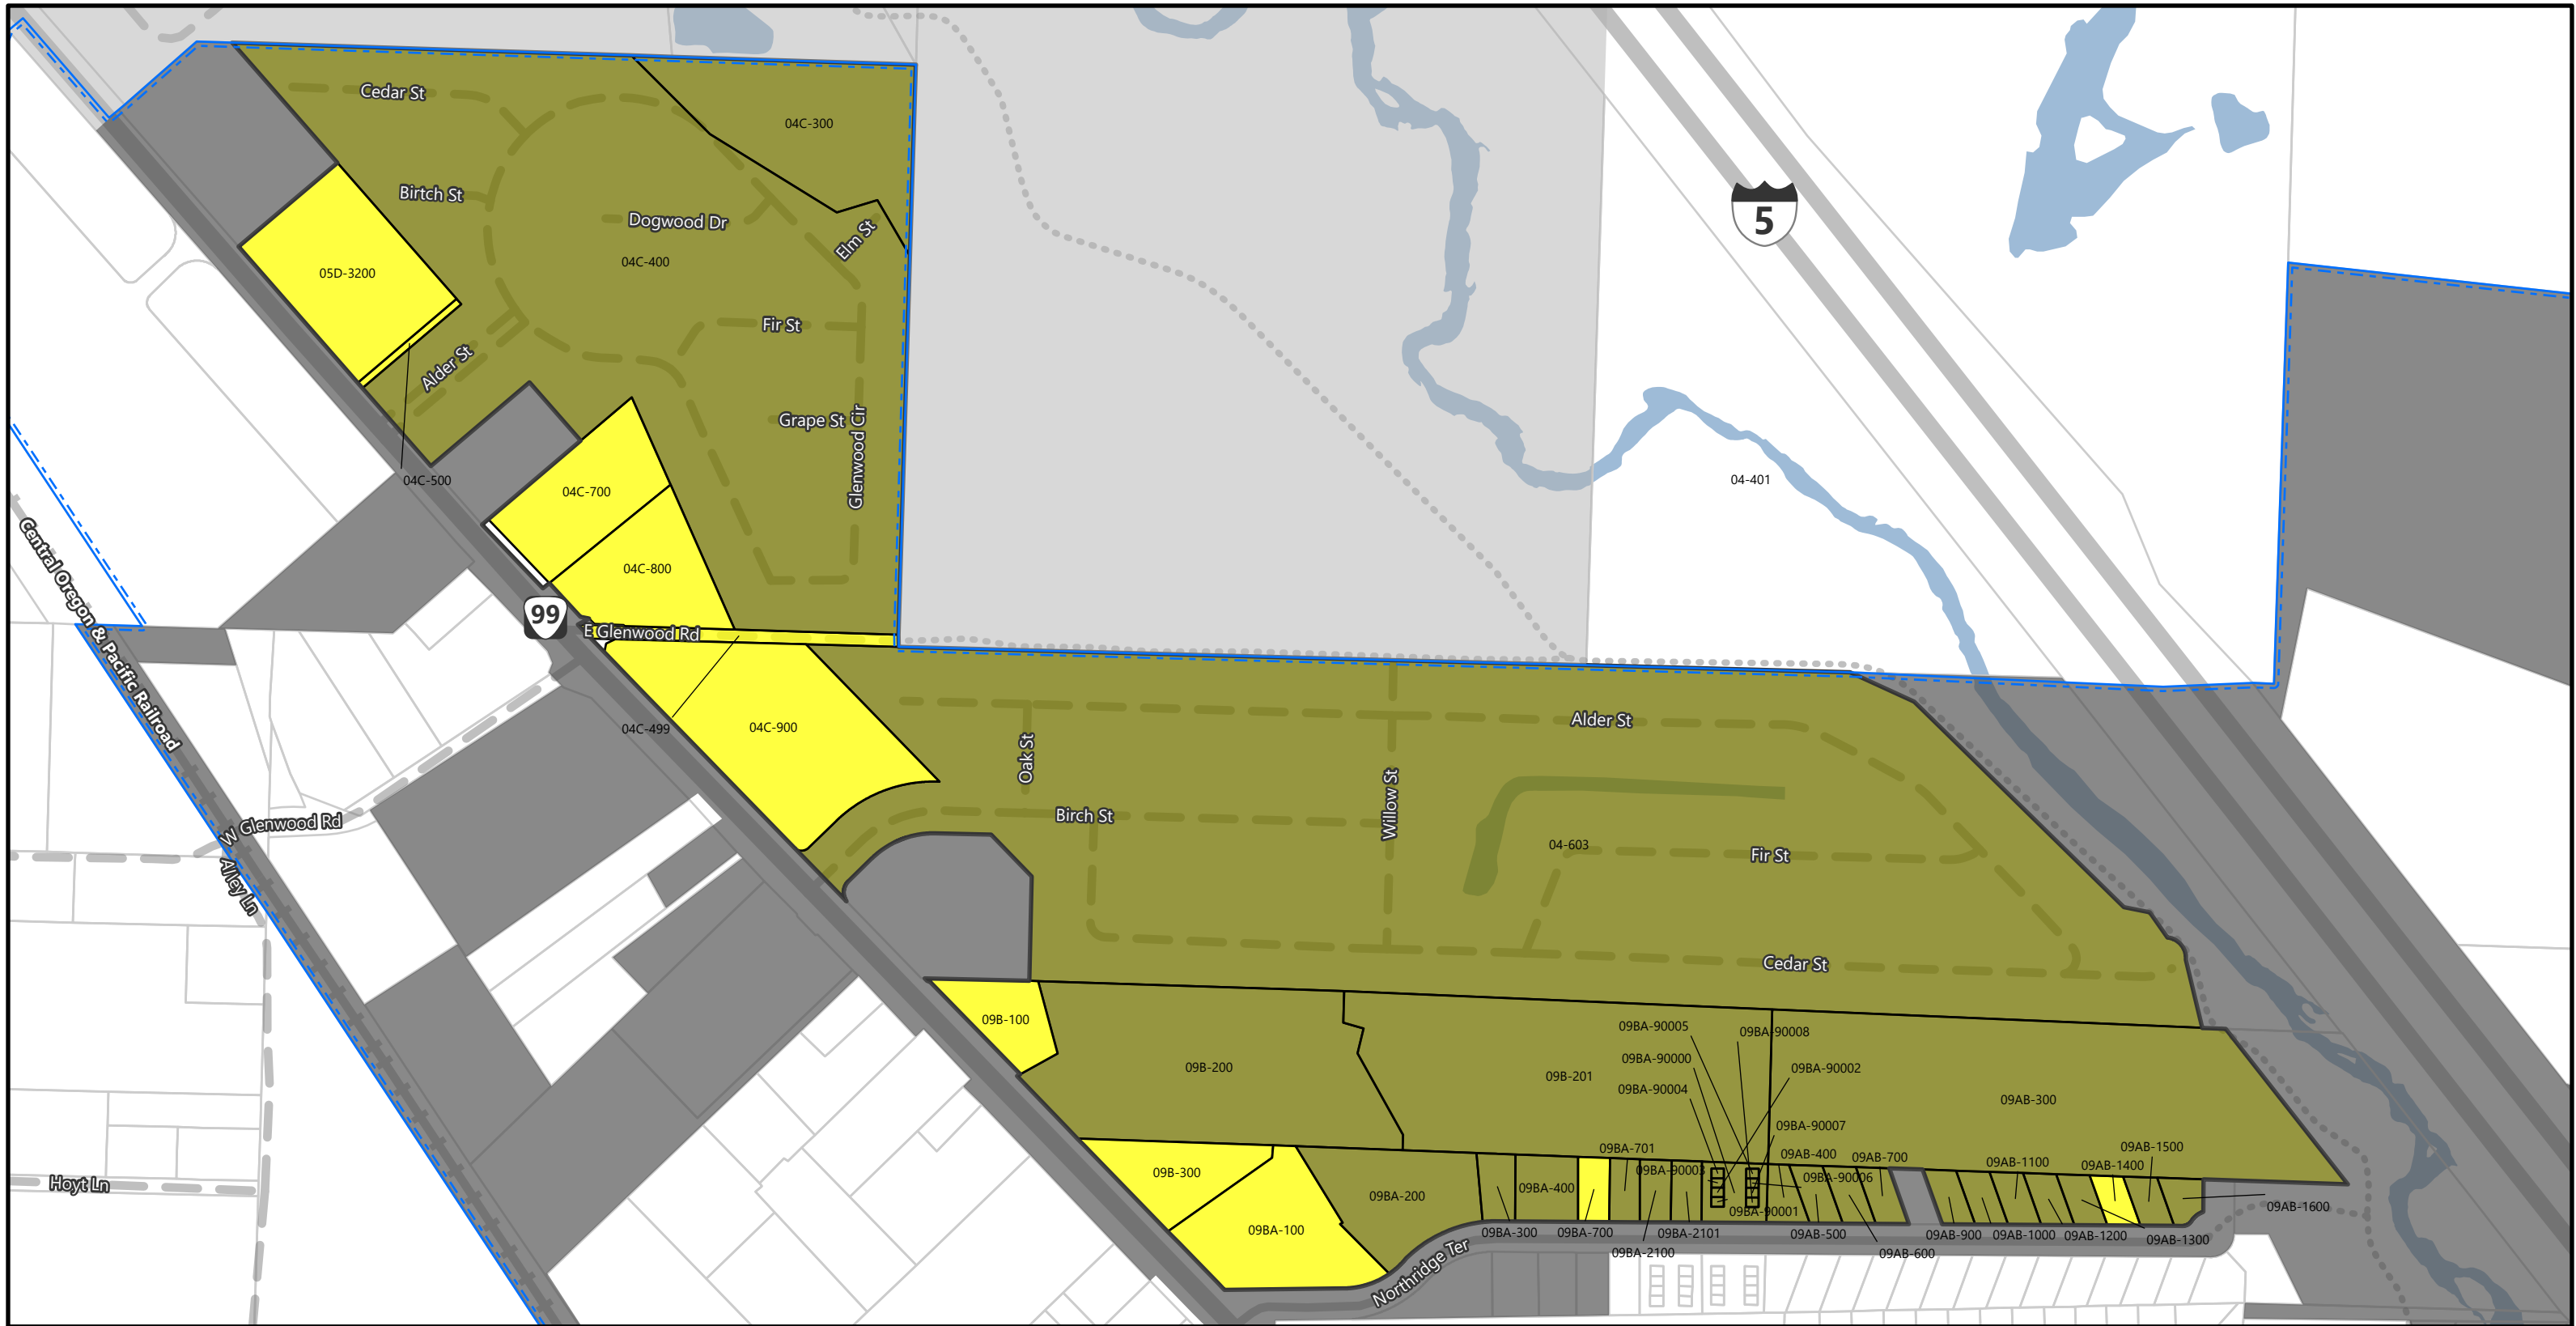 Cedar St
04C-300
Birtch St
Dogwood Dr
5
Elm St
04C-400
05D-3200
Fir St
Alder St
Grape St
Glenwood Cir
04C-500
04C-700
04-401
04C-800
Central Oregon & Pacific Railroad
99
E Glenwood Rd
04C-499
04C-900
Alder St
Oak St
Willow St
Birch St
W Glenwood Rd
04-603
Fir St
Alley Ln
Cedar St
09B-100
09BA-90005
09BA-90008
09B-200
09B-201
09BA-90000
09BA-90002
09BA-90004
09AB-300
09BA-90007
09BA-701
09AB-400
09AB-700
09AB-1500
09B-300
09BA-90003
09AB-1100
09AB-1400
Hoyt Ln
09BA-200
09BA-400
09BA-90006
09AB-1600
09BA-90001
09BA-100
09BA-300
09BA-700
09BA-2101
09AB-500
09AB-900
09AB-1000
09AB-1200
09AB-1300
09BA-2100
09AB-600
Northridge Ter